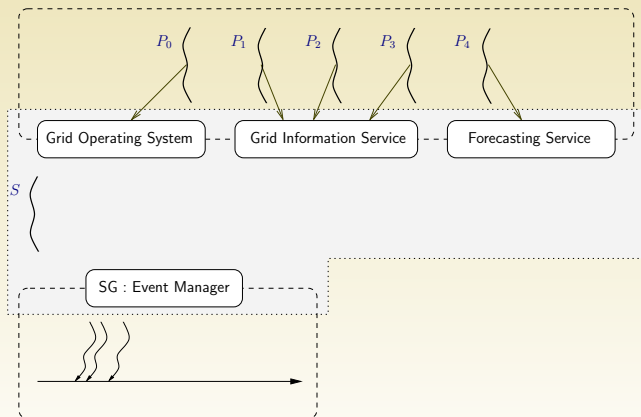 P0 P1 P2 P3 P4
Grid Operating System Grid Information Service Forecasting Service
S
SG : Event Manager